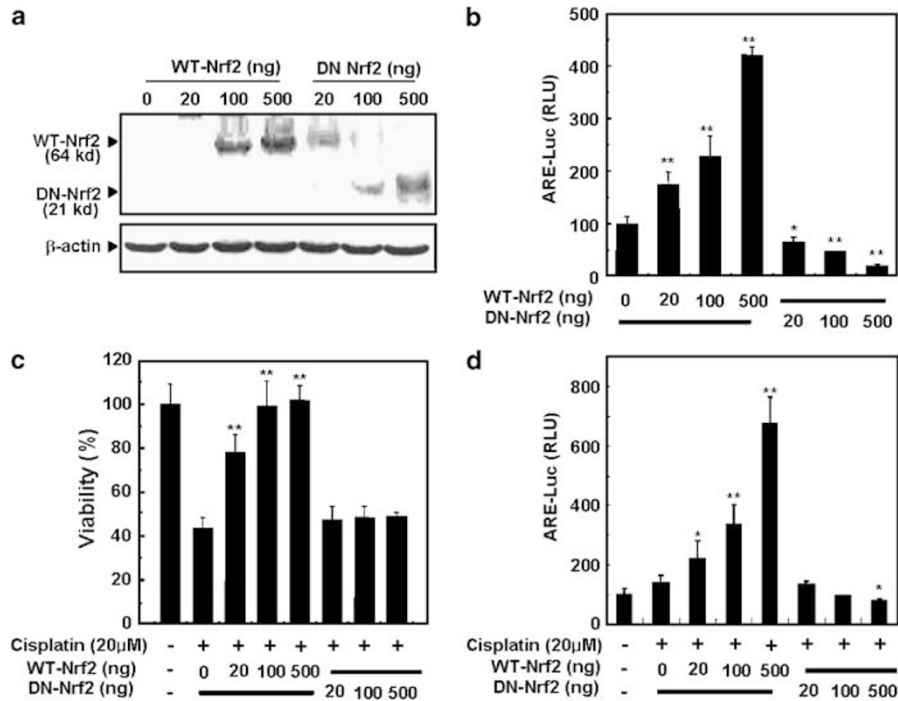 a
WT-Nrf2 (ng) DN Nrf2 (ng)
0 20 100 500 20 100 500
WT-Nrf2
(64 kd)
DN-Nrf2
(21 kd)
β-actin
b
500
400
300
200
100
0
ARE-Luc (RLU)
** ** ** * ** **
WT-Nrf2 (ng) 0 20 100 500
DN-Nrf2 (ng) 20 100 500
c
120
100
80
60
40
20
0
Viability (%)
** ** **
Cisplatin (20µM) - + + + + + + +
WT-Nrf2 (ng) - 0 20 100 500
DN-Nrf2 (ng) - 20 100 500
d
800
600
400
200
0
ARE-Luc (RLU)
* ** ** *
Cisplatin (20µM) - + + + + + + +
WT-Nrf2 (ng) - 0 20 100 500
DN-Nrf2 (ng) - 20 100 500